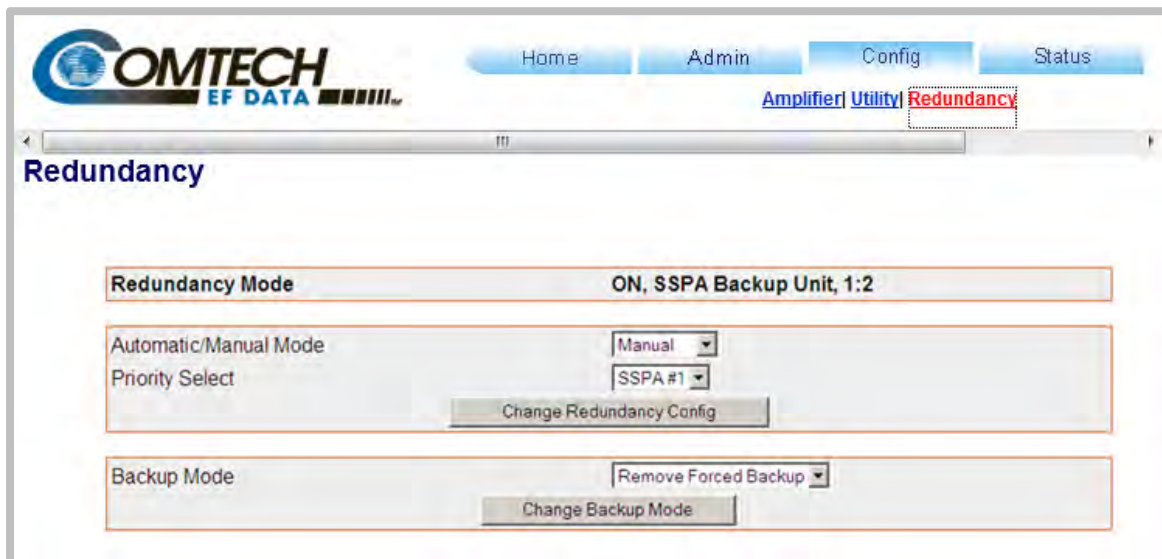 COMTECH
EF DATA
Home Admin Config Status
Amplifier| Utility| Redundancy
Redundancy
Redundancy Mode ON, SSPA Backup Unit, 1:2
Automatic/Manual Mode Manual
Priority Select SSPA #1
Change Redundancy Config
Backup Mode Remove Forced Backup
Change Backup Mode